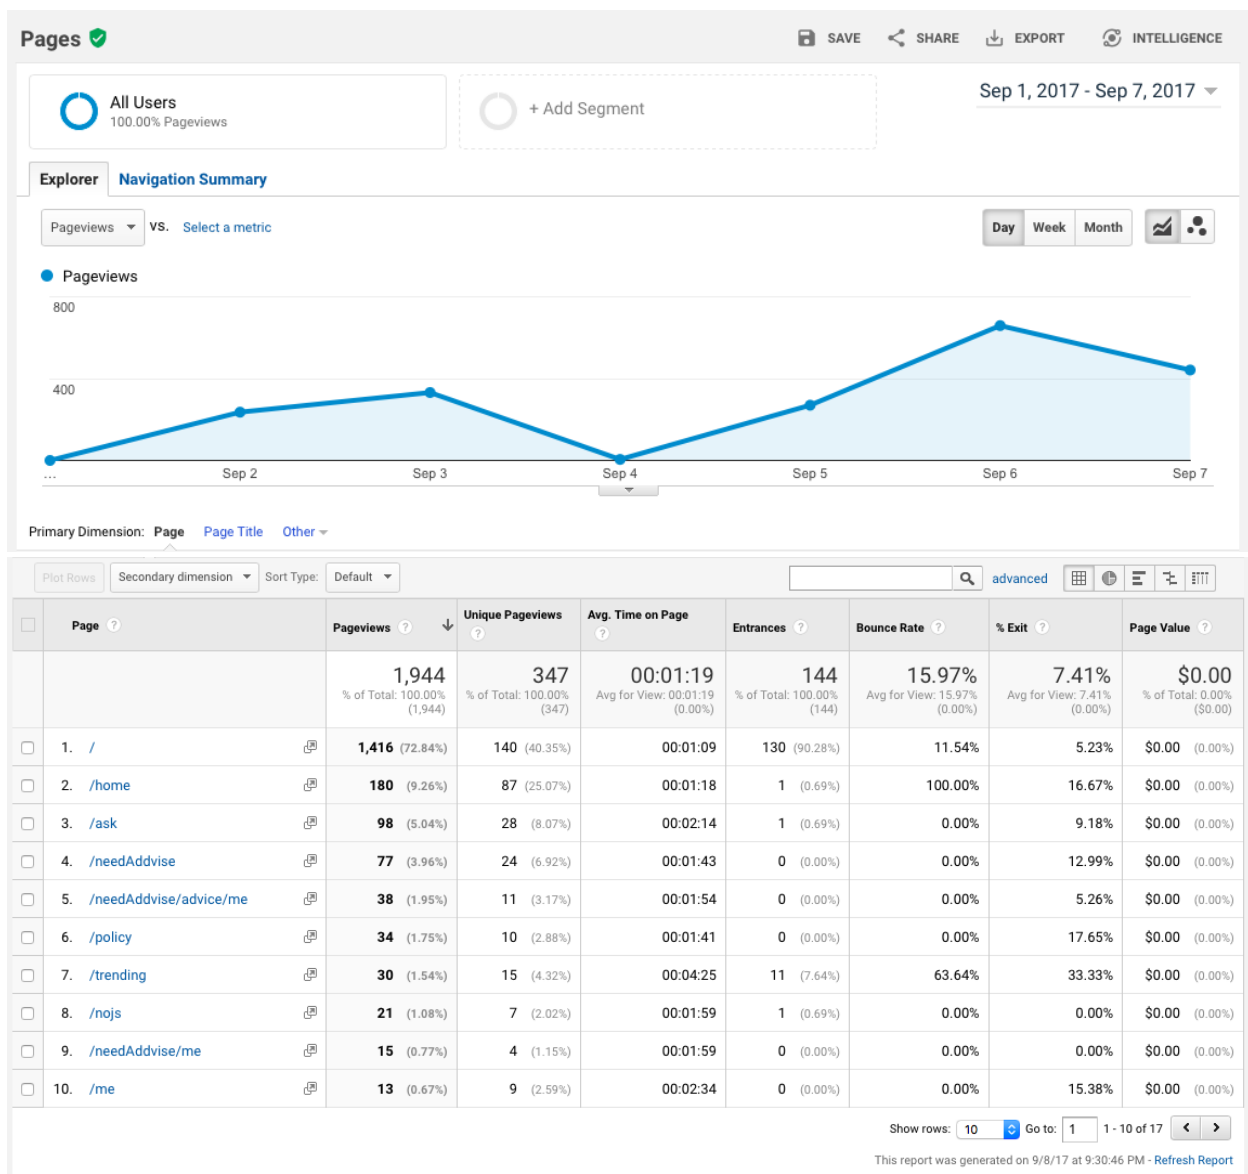 Pages
SAVE SHARE EXPORT INTELLIGENCE
All Users
100.00% Pageviews
+ Add Segment
Sep 1, 2017 - Sep 7, 2017
Explorer Navigation Summary
Pageviews VS. Select a metric
Day Week Month
Pageviews
800
400
... Sep 2 Sep 3 Sep 4 Sep 5 Sep 6 Sep 7
Primary Dimension: Page Page Title Other
Plot Rows Secondary dimension Sort Type: Default advanced
Page ? Pageviews ? Unique Pageviews ? Avg. Time on Page ? Entrances ? Bounce Rate ? % Exit ? Page Value ?
1,944 347 00:01:19 144 15.97% 7.41% $0.00
% of Total: 100.00% % of Total: 100.00% Avg for View: 00:01:19 % of Total: 100.00% Avg for View: 15.97% Avg for View: 7.41% % of Total: 0.00%
(1,944) (347) (0.00%) (144) (0.00%) (0.00%) ($0.00)
1. / 1,416 (72.84%) 140 (40.35%) 00:01:09 130 (90.28%) 11.54% 5.23% $0.00 (0.00%)
2. /home 180 (9.26%) 87 (25.07%) 00:01:18 1 (0.69%) 100.00% 16.67% $0.00 (0.00%)
3. /ask 98 (5.04%) 28 (8.07%) 00:02:14 1 (0.69%) 0.00% 9.18% $0.00 (0.00%)
4. /needAddvise 77 (3.96%) 24 (6.92%) 00:01:43 0 (0.00%) 0.00% 12.99% $0.00 (0.00%)
5. /needAddvise/advice/me 38 (1.95%) 11 (3.17%) 00:01:54 0 (0.00%) 0.00% 5.26% $0.00 (0.00%)
6. /policy 34 (1.75%) 10 (2.88%) 00:01:41 0 (0.00%) 0.00% 17.65% $0.00 (0.00%)
7. /trending 30 (1.54%) 15 (4.32%) 00:04:25 11 (7.64%) 63.64% 33.33% $0.00 (0.00%)
8. /nojs 21 (1.08%) 7 (2.02%) 00:01:59 1 (0.69%) 0.00% 0.00% $0.00 (0.00%)
9. /needAddvise/me 15 (0.77%) 4 (1.15%) 00:01:59 0 (0.00%) 0.00% 0.00% $0.00 (0.00%)
10. /me 13 (0.67%) 9 (2.59%) 00:02:34 0 (0.00%) 0.00% 15.38% $0.00 (0.00%)
Show rows: 10 Go to: 1 1 - 10 of 17
This report was generated on 9/8/17 at 9:30:46 PM - Refresh Report